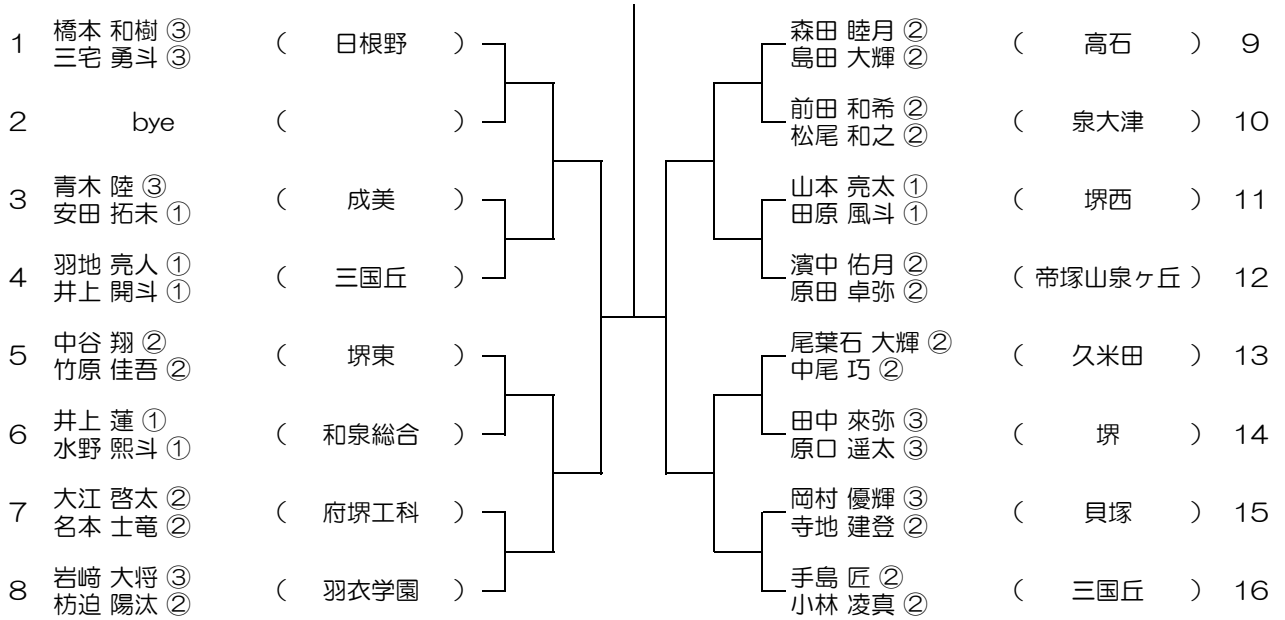 1 橋本 和樹 ③ ( 日根野 )
三宅 勇斗 ③
2 bye ( )
3 青木 陸 ③ ( 成美 )
安田 拓未 ①
4 羽地 亮人 ① ( 三国丘 )
井上 開斗 ①
5 中谷 翔 ② ( 堺東 )
竹原 佳吾 ②
6 井上 蓮 ① ( 和泉総合 )
水野 熙斗 ①
7 大江 啓太 ② ( 府堺工科 )
名本 士竜 ②
8 岩﨑 大将 ③ ( 羽衣学園 )
枋迫 陽汰 ②
森田 睦月 ② ( 高石 ) 9
島田 大輝 ②
前田 和希 ② ( 泉大津 ) 10
松尾 和之 ②
山本 亮太 ① ( 堺西 ) 11
田原 風斗 ①
濱中 佑月 ② ( 帝塚山泉ヶ丘 ) 12
原田 卓弥 ②
尾葉石 大輝 ② ( 久米田 ) 13
中尾 巧 ②
田中 來弥 ③ ( 堺 ) 14
原口 遥太 ③
岡村 優輝 ③ ( 貝塚 ) 15
寺地 建登 ②
手島 匠 ② ( 三国丘 ) 16
小林 凌真 ②